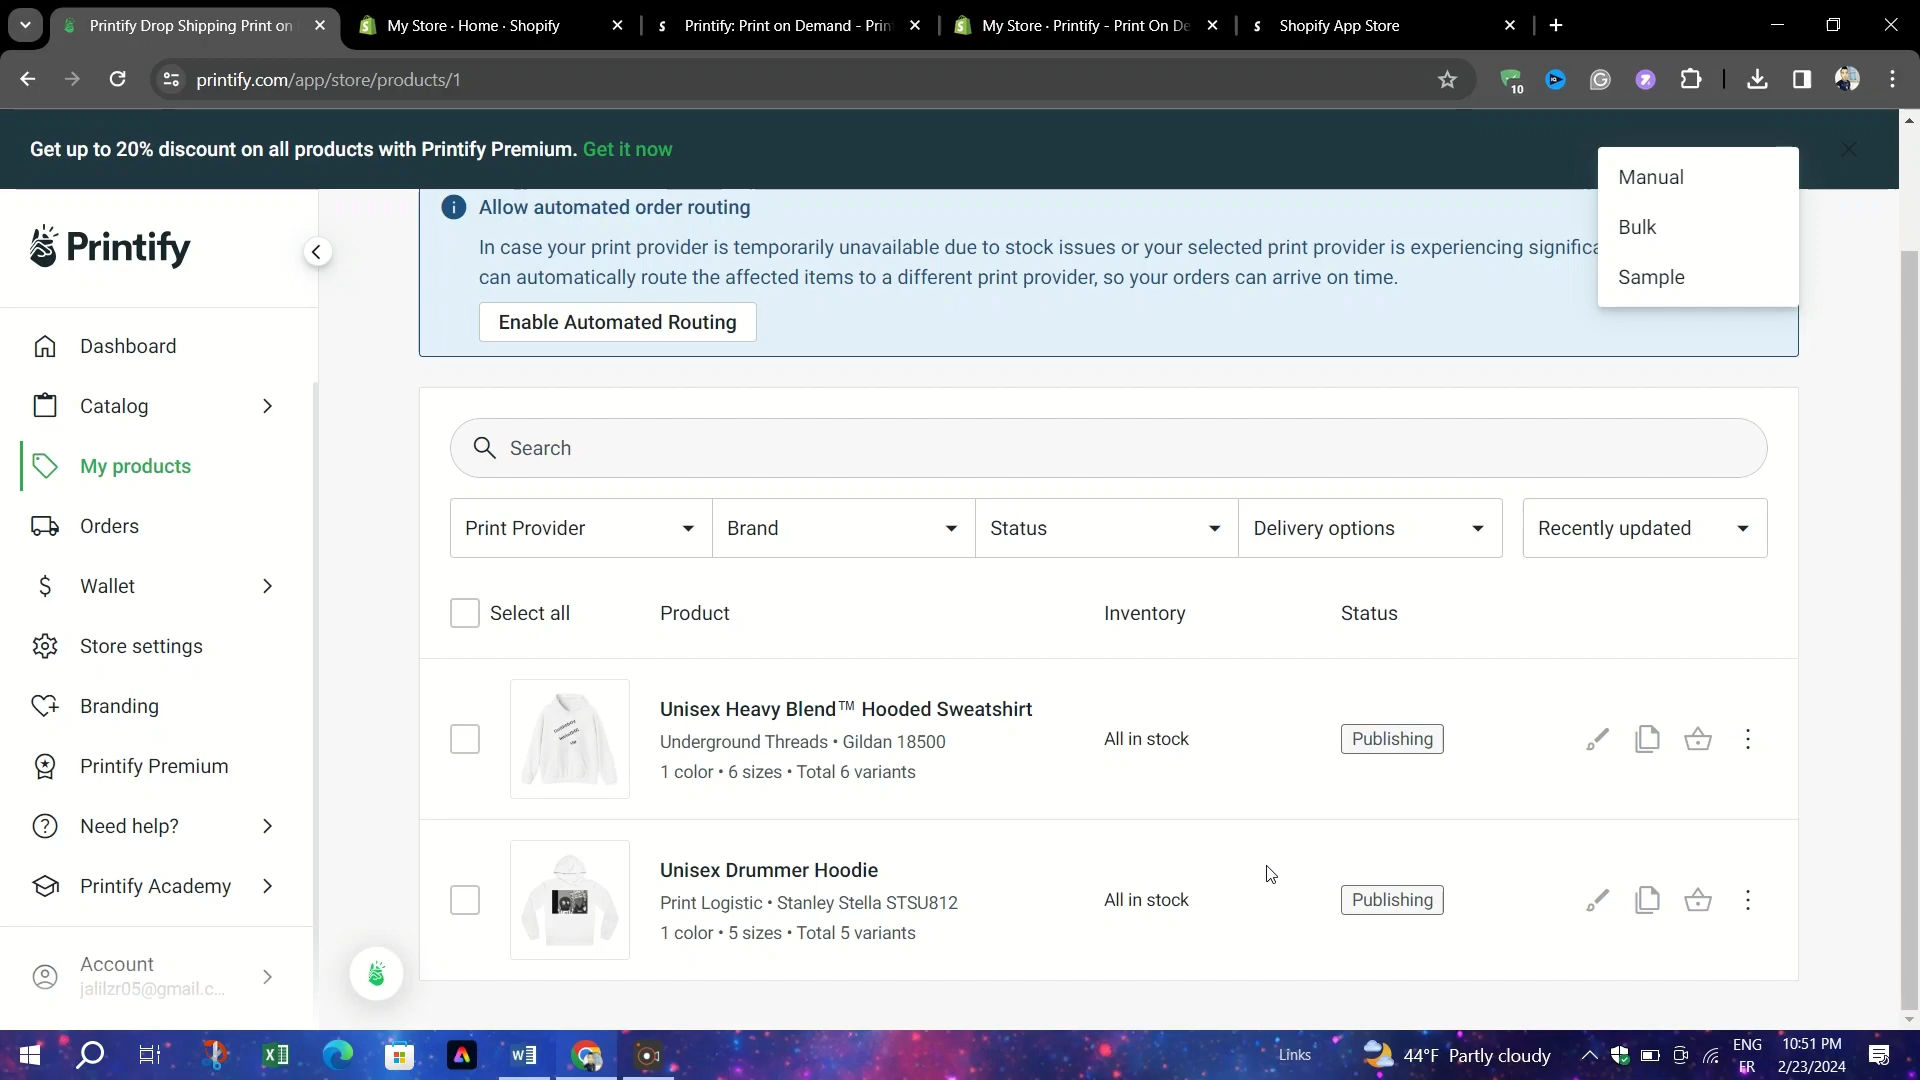 Printify Drop Shipping Print on
My Store · Home · Shopify
Printify: Print on Demand - Prin
My Store · Printify - Print On De
Shopify App Store
printify.com/app/store/products/1
10
Get up to 20% discount on all products with Printify Premium. Get it now
Manual
Bulk
Sample
Printify
Allow automated order routing
In case your print provider is temporarily unavailable due to stock issues or your selected print provider is experiencing significa
can automatically route the affected items to a different print provider, so your orders can arrive on time.
Enable Automated Routing
Dashboard
Catalog
My products
Orders
Wallet
Store settings
Branding
Printify Premium
Need help?
Printify Academy
Account
jalilzr05@gmail.c...
Search
Print Provider
Brand
Status
Delivery options
Recently updated
Select all
Product
Inventory
Status
Unisex Heavy Blend™ Hooded Sweatshirt
Underground Threads • Gildan 18500
1 color • 6 sizes • Total 6 variants
All in stock
Publishing
Unisex Drummer Hoodie
Print Logistic • Stanley Stella STSU812
1 color • 5 sizes • Total 5 variants
All in stock
Publishing
Links
44°F Partly cloudy
ENG
FR
10:51 PM
2/23/2024